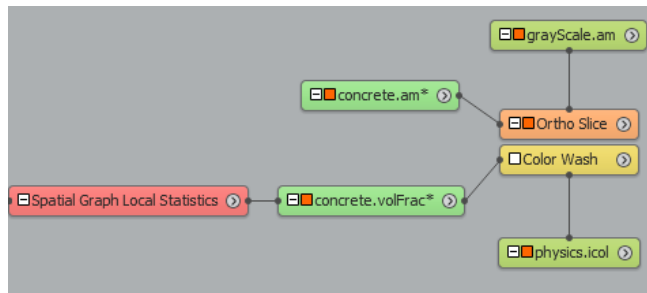 grayScale.am
concrete.am*
Ortho Slice
Color Wash
Spatial Graph Local Statistics
concrete.volFrac*
physics.icol